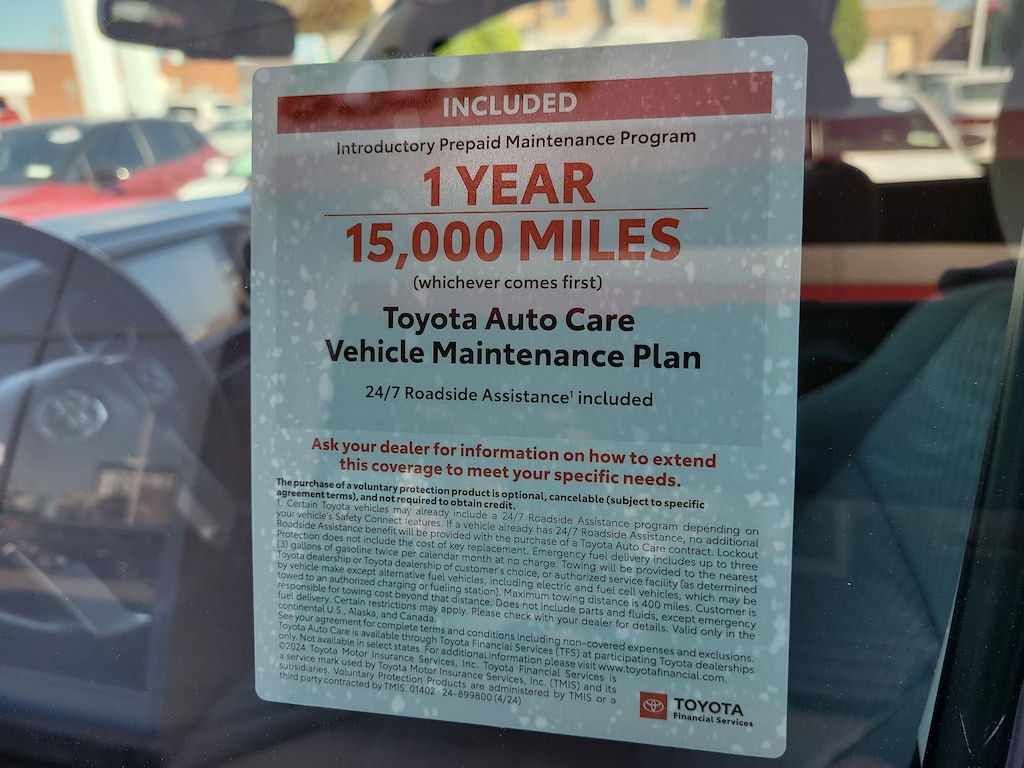 INCLUDED
Introductory Prepaid Maintenance Program
1 YEAR
15,000 MILES
(whichever comes first)
Toyota Auto Care
Vehicle Maintenance Plan
24/7 Roadside Assistance¹ included
Ask your dealer for information on how to extend
this coverage to meet your specific needs.
The purchase of a voluntary protection product is optional, cancelable (subject to specific
agreement terms), and not required to obtain credit.
1. Certain Toyota vehicles may already include a 24/7 Roadside Assistance program depending on
your vehicle's Safety Connect features. If a vehicle already has 24/7 Roadside Assistance, no additional
Roadside Assistance benefit will be provided with the purchase of a Toyota Auto Care contract. Lockout
Protection does not include the cost of key replacement. Emergency fuel delivery includes up to three
(3) gallons of gasoline twice per calendar month at no charge. Towing will be provided to the nearest
Toyota dealership or Toyota dealership of customer's choice, or authorized service facility (as determined
by vehicle make except alternative fuel vehicles, including electric and fuel cell vehicles, which may be
towed to an authorized charging or fueling station). Maximum towing distance is 400 miles. Customer is
responsible for towing cost beyond that distance. Does not include parts and fluids, except emergency
fuel delivery. Certain restrictions may apply. Please check with your dealer for details. Valid only in the
continental U.S., Alaska, and Canada.
See your agreement for complete terms and conditions including non-covered expenses and exclusions.
Toyota Auto Care is available through Toyota Financial Services (TFS) at participating Toyota dealerships
only. Not available in select states. For additional information please visit www.toyotafinancial.com.
©2024 Toyota Motor Insurance Services, Inc. Toyota Financial Services is
a service mark used by Toyota Motor Insurance Services, Inc. (TMIS) and its
subsidiaries. Voluntary Protection Products are administered by TMIS or a
third party contracted by TMIS. 01402 · 24-899800 (4/24)
TOYOTA
Financial Services